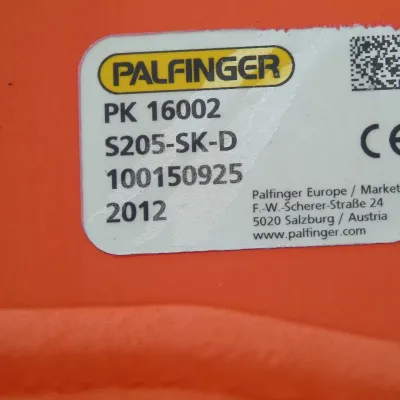 PALFINGER
PK 16002
S205-SK-D
100150925
2012
CE
Palfinger Europe / Market
F.-W.-Scherer-Straße 24
5020 Salzburg / Austria
www.palfinger.com